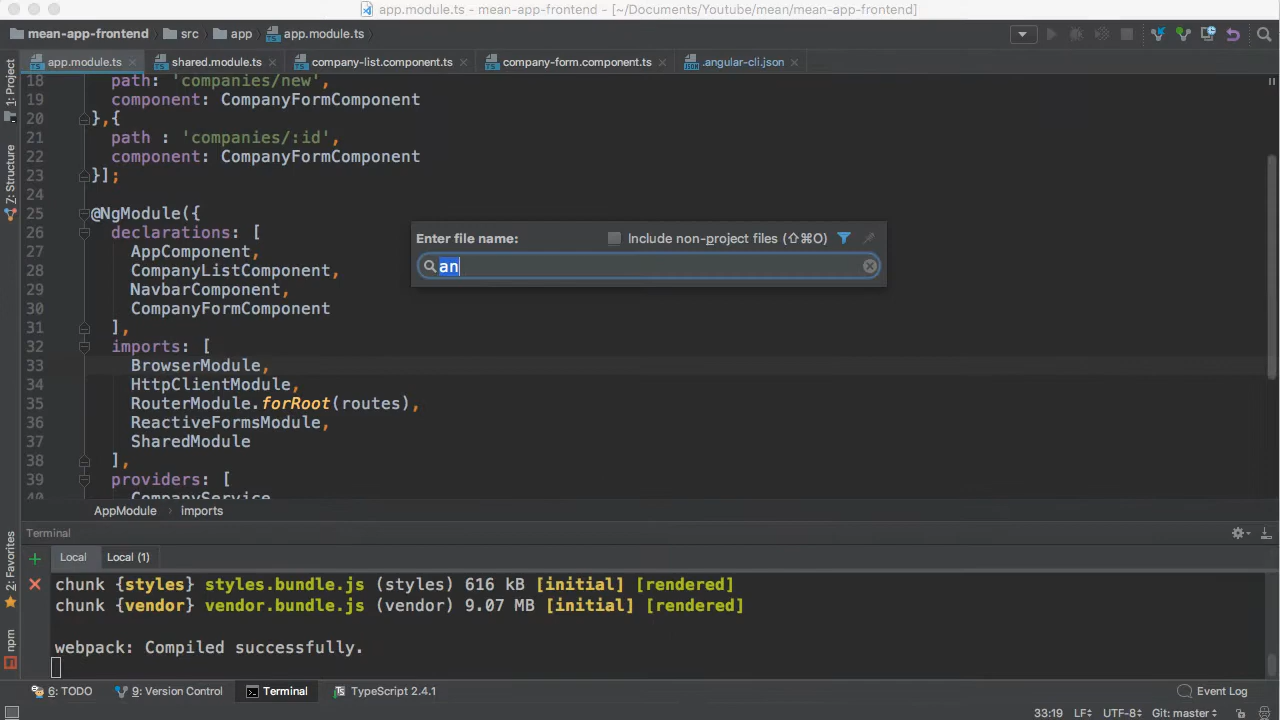 app.module.ts - mean-app-frontend - [~/Documents/Youtube/mean/mean-app-frontend]
mean-app-frontend src app app.module.ts
app.module.ts shared.module.ts company-list.component.ts company-form.component.ts .angular-cli.json
1: Project
Z: Structure
2: Favorites
npm
18 path: 'companies/new',
19 component: CompanyFormComponent
20 },{
21 path : 'companies/:id',
22 component: CompanyFormComponent
23 }];
24
25 @NgModule({
26 declarations: [
27 AppComponent,
28 CompanyListComponent,
29 NavbarComponent,
30 CompanyFormComponent
31 ],
32 imports: [
33 BrowserModule,
34 HttpClientModule,
35 RouterModule.forRoot(routes),
36 ReactiveFormsModule,
37 SharedModule
38 ],
39 providers: [
40 CompanyService
Enter file name: Include non-project files (⇧⌘O)
an
AppModule › imports
Terminal
Local Local (1)
chunk {styles} styles.bundle.js (styles) 616 kB [initial] [rendered]
chunk {vendor} vendor.bundle.js (vendor) 9.07 MB [initial] [rendered]
webpack: Compiled successfully.
6: TODO 9: Version Control Terminal TypeScript 2.4.1 Event Log
33:19 LF÷ UTF-8÷ Git: master÷